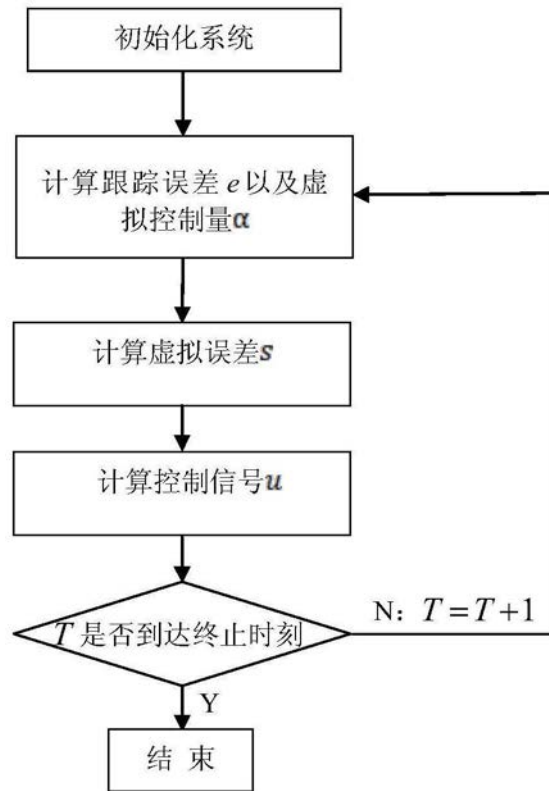 初始化系统
计算跟踪误差 e 以及虚
拟控制量α
计算虚拟误差s
计算控制信号u
T 是否到达终止时刻
N：T = T + 1
Y
结 束